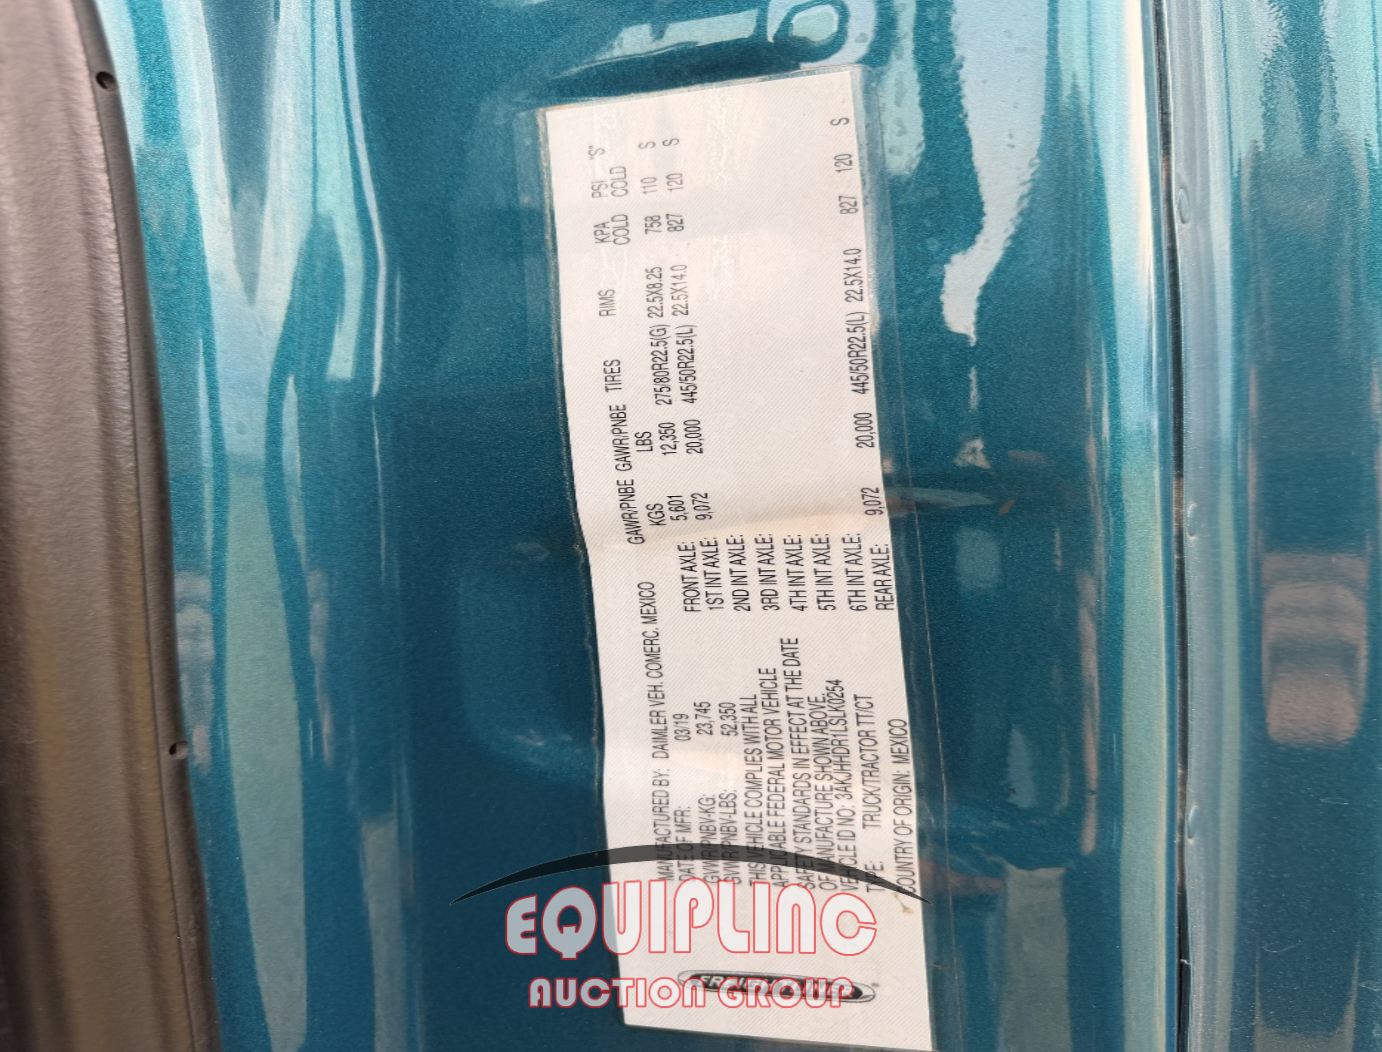 FREIGHTLINER
MANUFACTURED BY: DAIMLER VEH. COMERC. MEXICO
DATE OF MFR: 03/19
GVWR/PNBV-KG: 23,745
GVWR/PNBV-LBS: 52,350
THIS VEHICLE COMPLIES WITH ALL
APPLICABLE FEDERAL MOTOR VEHICLE
SAFETY STANDARDS IN EFFECT AT THE DATE
OF MANUFACTURE SHOWN ABOVE.
VEHICLE ID NO: 3AKJHHDR1LSLK0254
TYPE: TRUCK/TRACTOR TT/CT
COUNTRY OF ORIGIN: MEXICO
GAWR/PNBE GAWR/PNBE TIRES RIMS KPA PSI "S"
KGS LBS COLD COLD
FRONT AXLE: 5,601 12,350 275/80R22.5(G) 22.5X8.25 758 110 S
1ST INT AXLE: 9,072 20,000 445/50R22.5(L) 22.5X14.0 827 120 S
2ND INT AXLE:
3RD INT AXLE:
4TH INT AXLE:
5TH INT AXLE:
6TH INT AXLE:
REAR AXLE: 9,072 20,000 445/50R22.5(L) 22.5X14.0 827 120 S
EQUIPLINC
AUCTION GROUP